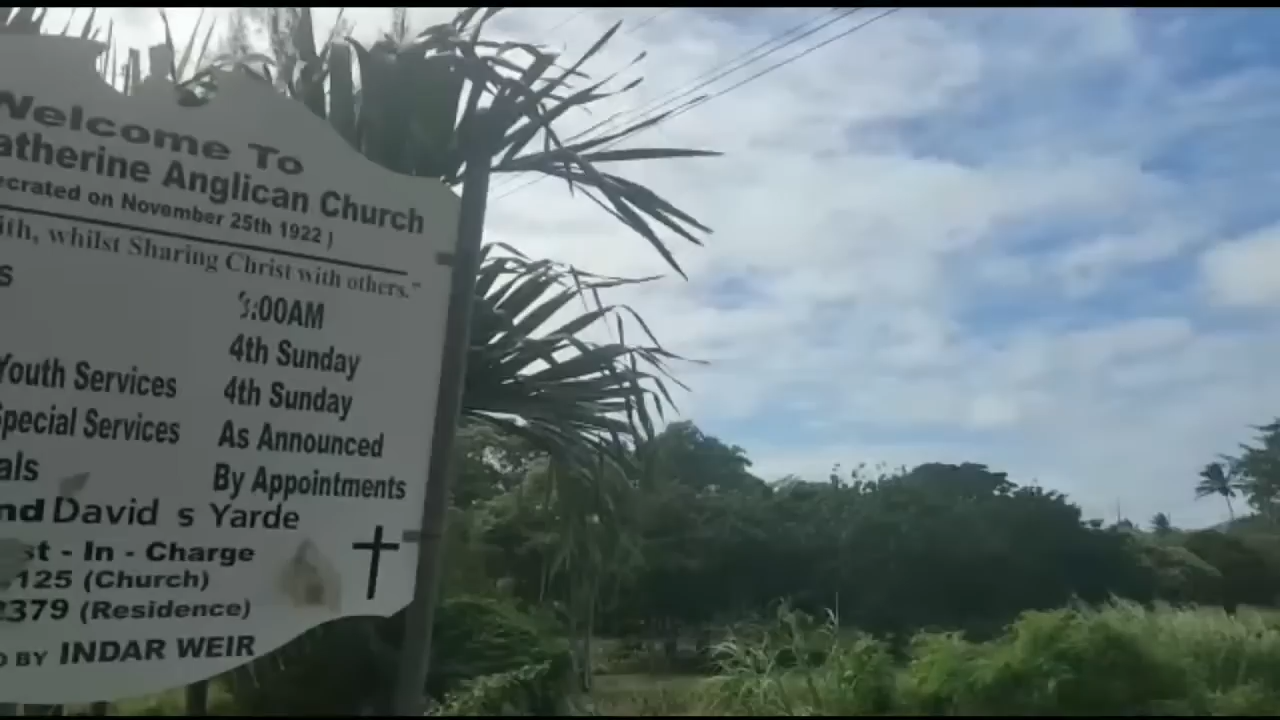 Welcome To
atherine Anglican Church
ecrated on November 25th 1922 )
ith, whilst Sharing Christ with others."
s
:00AM
4th Sunday
Youth Services 4th Sunday
Special Services As Announced
als By Appointments
nd David s Yarde
st - In - Charge
125 (Church)
2379 (Residence)
D BY INDAR WEIR